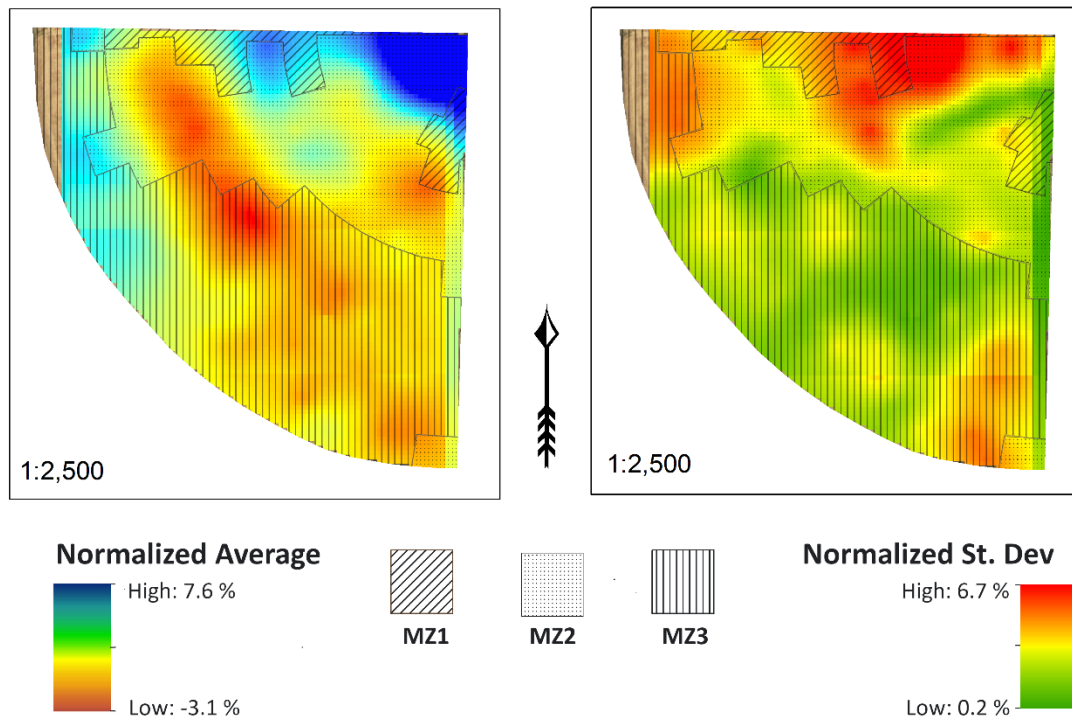 1:2,500
1:2,500
Normalized Average
High: 7.6 %
Low: -3.1 %
MZ1
MZ2
MZ3
Normalized St. Dev
High: 6.7 %
Low: 0.2 %